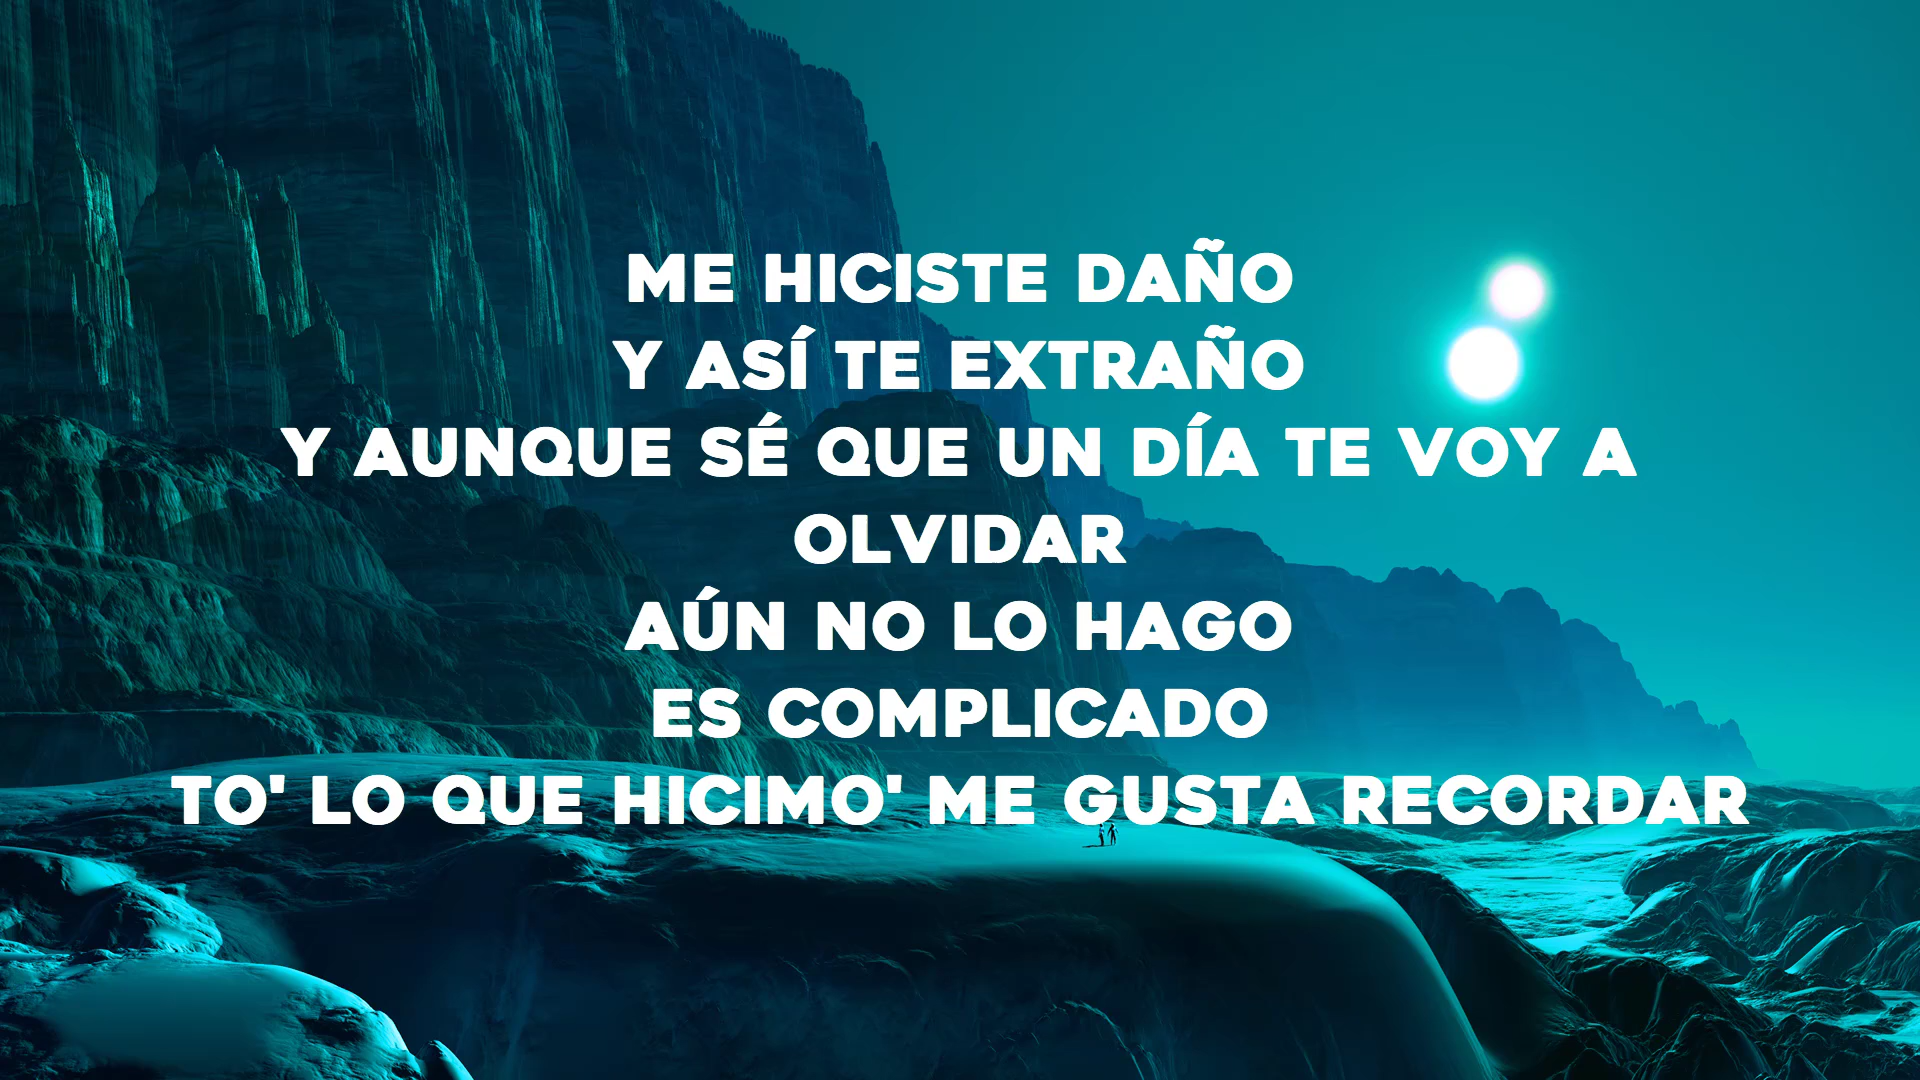 ME HICISTE DAÑO
Y ASÍ TE EXTRAÑO
Y AUNQUE SÉ QUE UN DÍA TE VOY A
OLVIDAR
AÚN NO LO HAGO
ES COMPLICADO
TO' LO QUE HICIMO' ME GUSTA RECORDAR